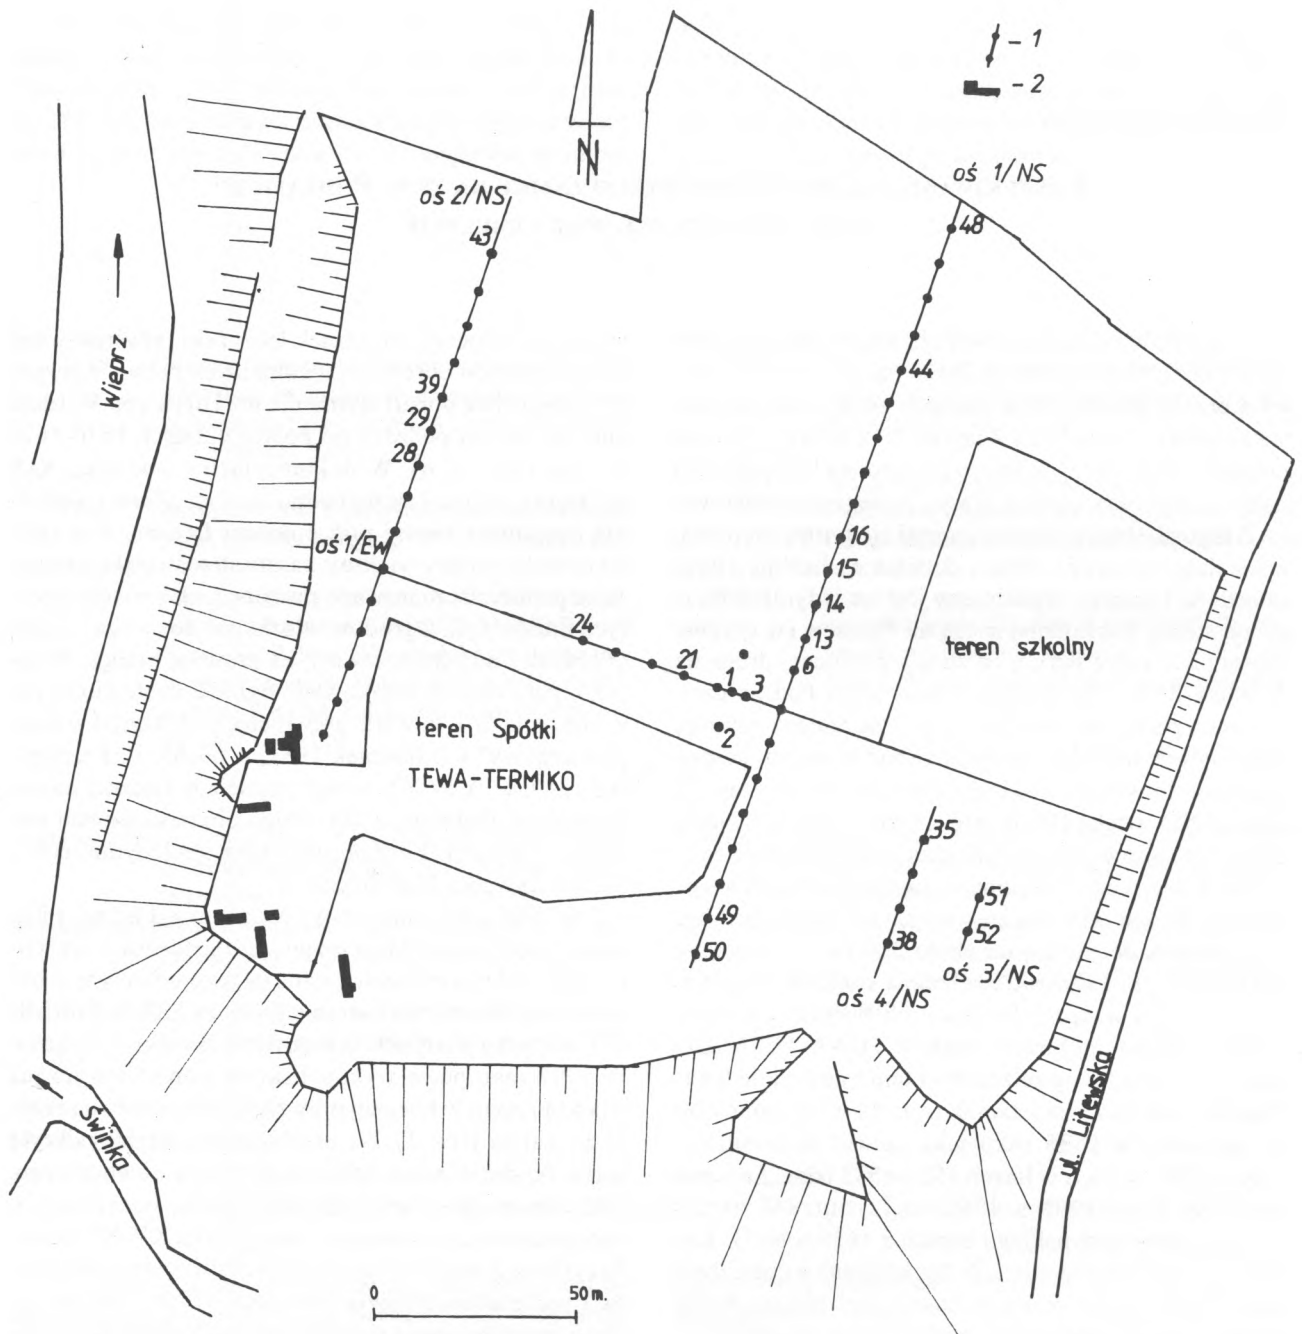 – 1
– 2
N
oś 1/NS
oś 2/NS
43
48
Wieprz
44
39
29
28
16
oś 1/EW
15
14
24
13
6
teren szkolny
21
1
3
2
teren Spółki
TEWA-TERMIKO
35
51
49
52
38
50
oś 3/NS
oś 4/NS
ul. Litewska
Świnka
0
50 m.